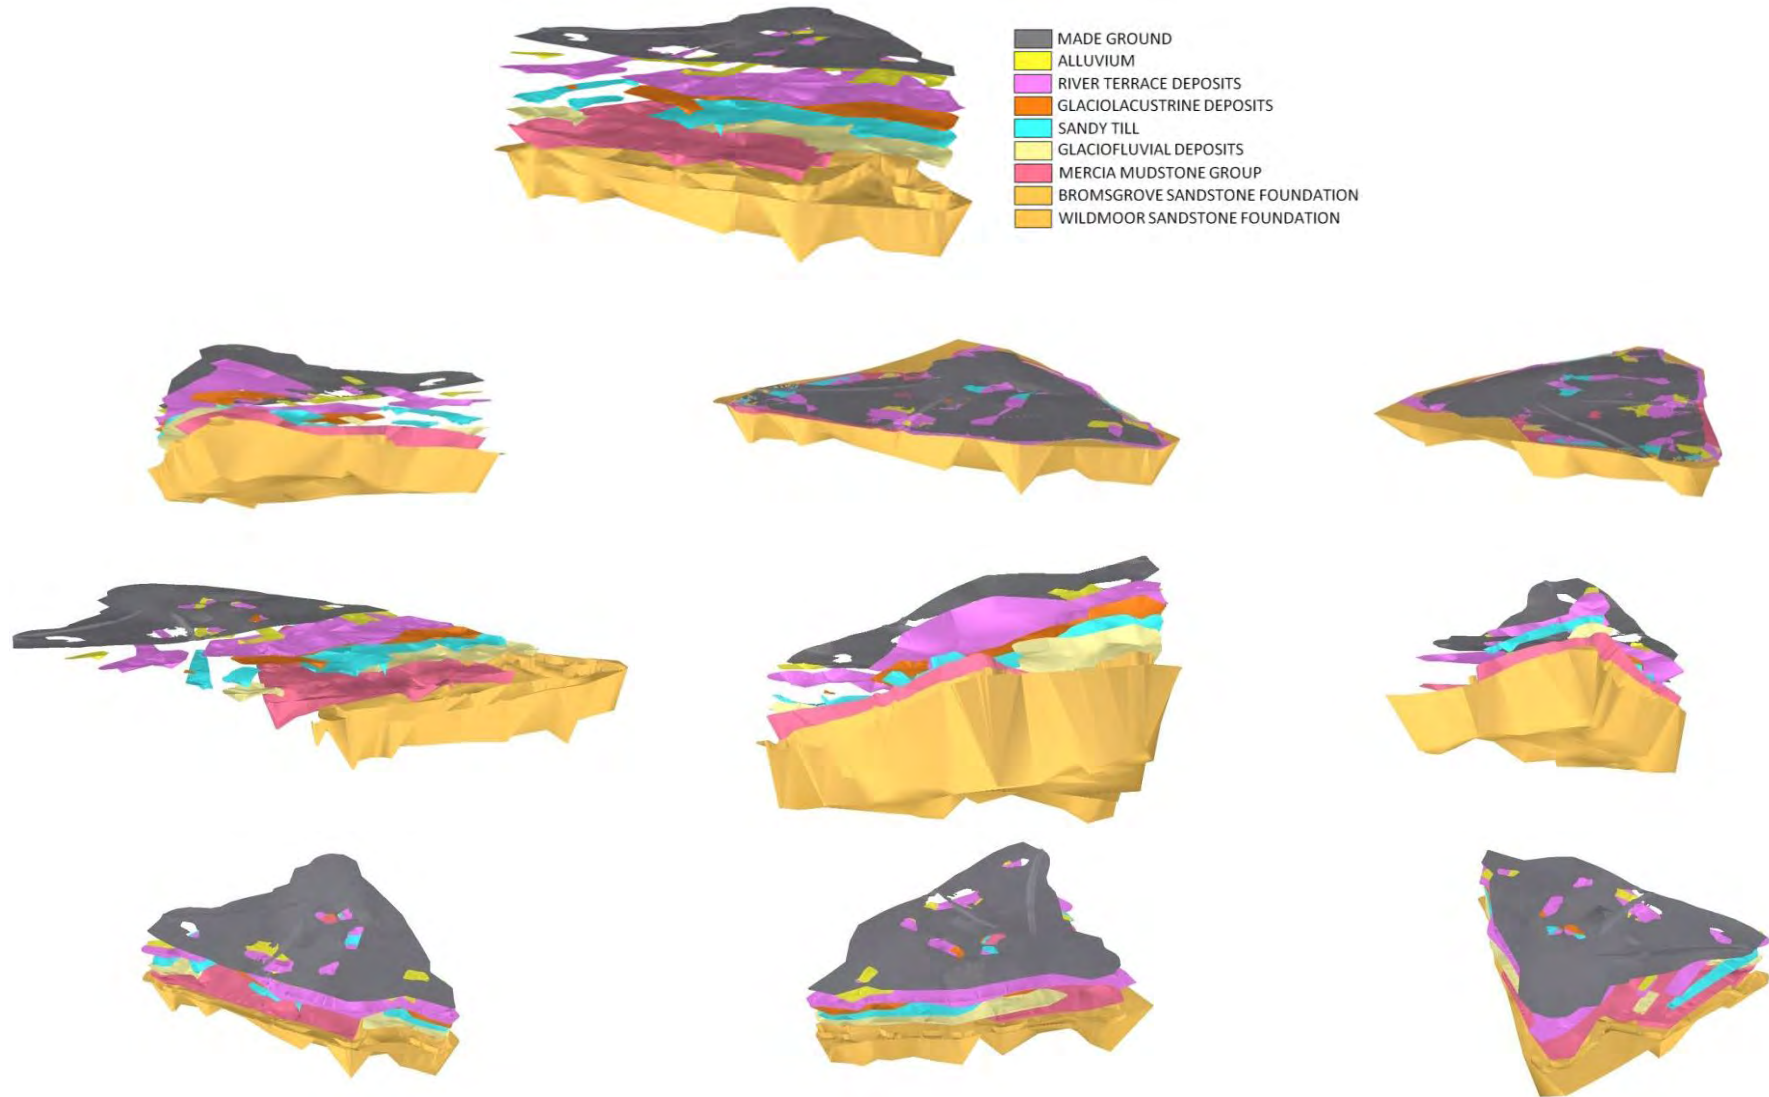 MADE GROUND
ALLUVIUM
RIVER TERRACE DEPOSITS
GLACIOLACUSTRINE DEPOSITS
SANDY TILL
GLACIOFLUVIAL DEPOSITS
MERCIA MUDSTONE GROUP
BROMSGROVE SANDSTONE FOUNDATION
WILDMOOR SANDSTONE FOUNDATION